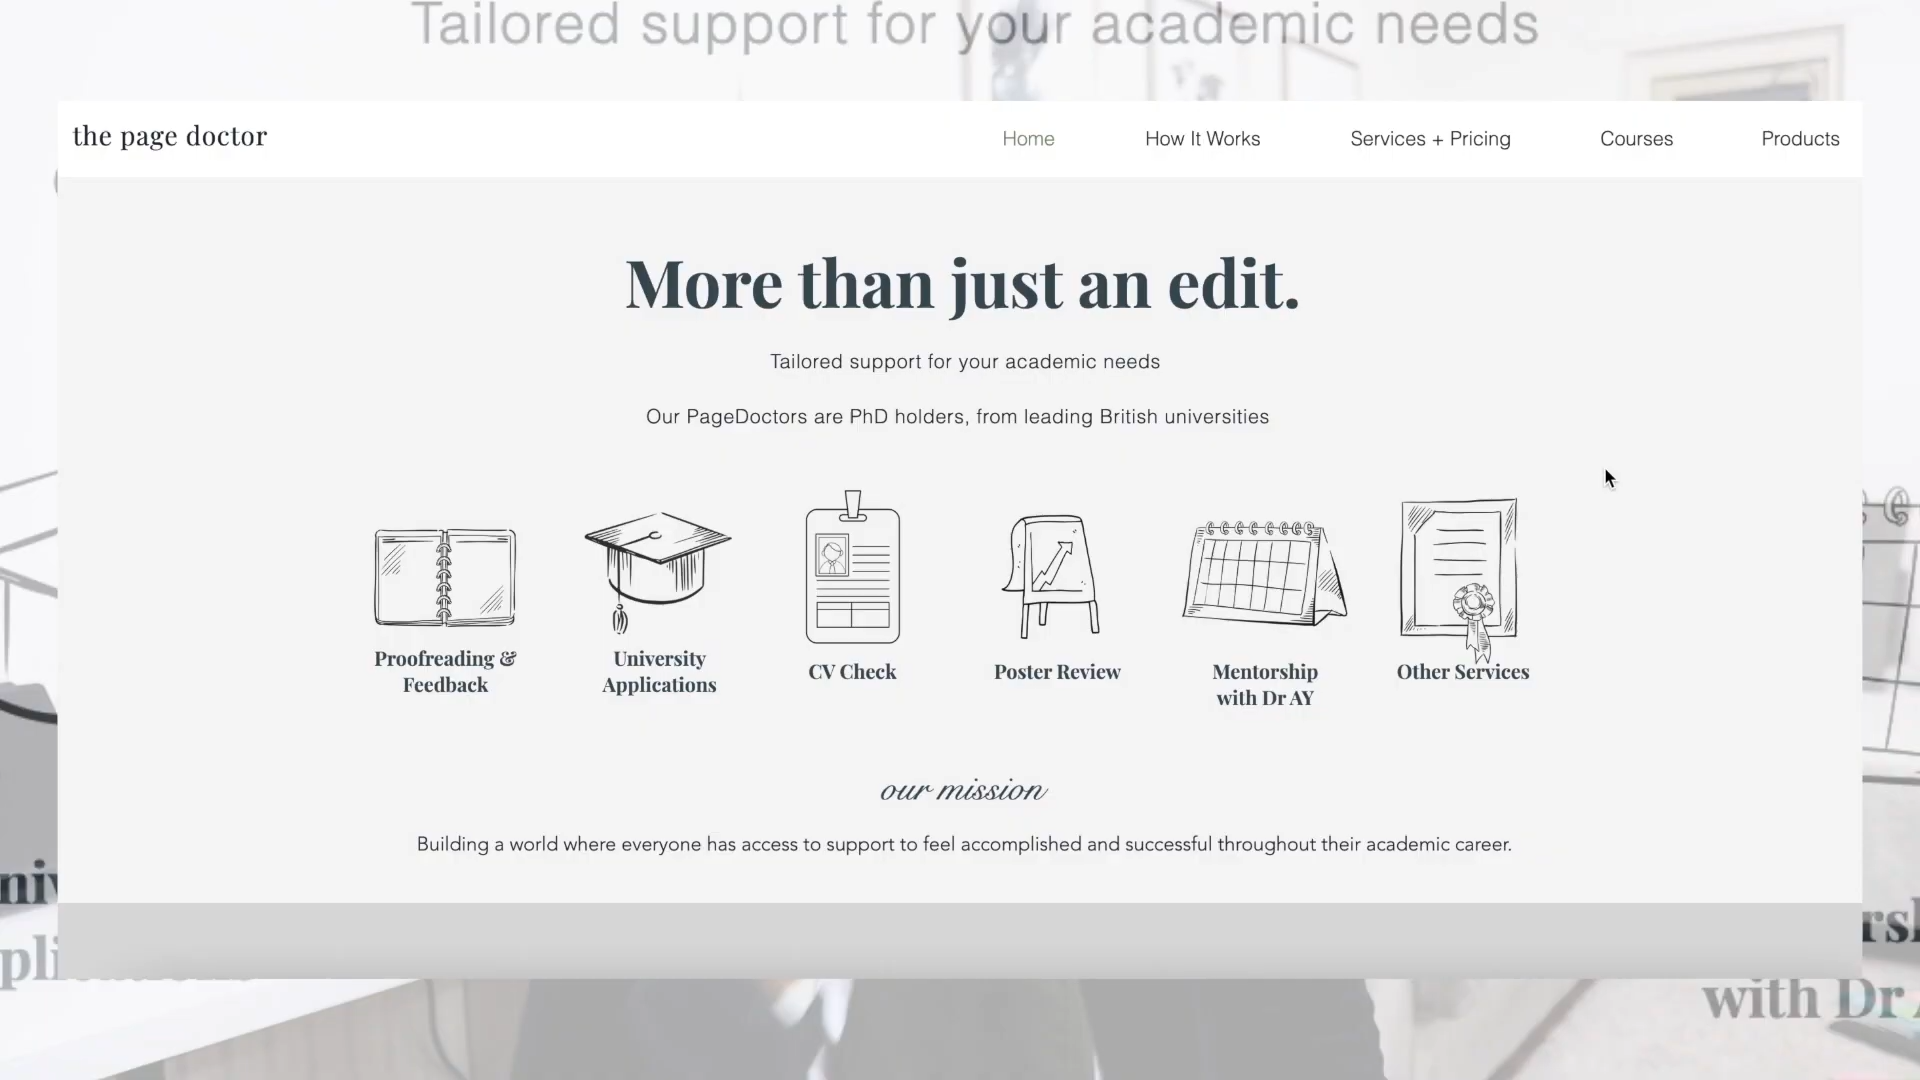 Tailored support for your academic needs
the page doctor
Home
How It Works
Services + Pricing
Courses
Products
More than just an edit.
Tailored support for your academic needs
Our PageDoctors are PhD holders, from leading British universities
Proofreading &
Feedback
University
Applications
CV Check
Poster Review
Mentorship
with Dr AY
Other Services
our mission
Building a world where everyone has access to support to feel accomplished and successful throughout their academic career.
with Dr